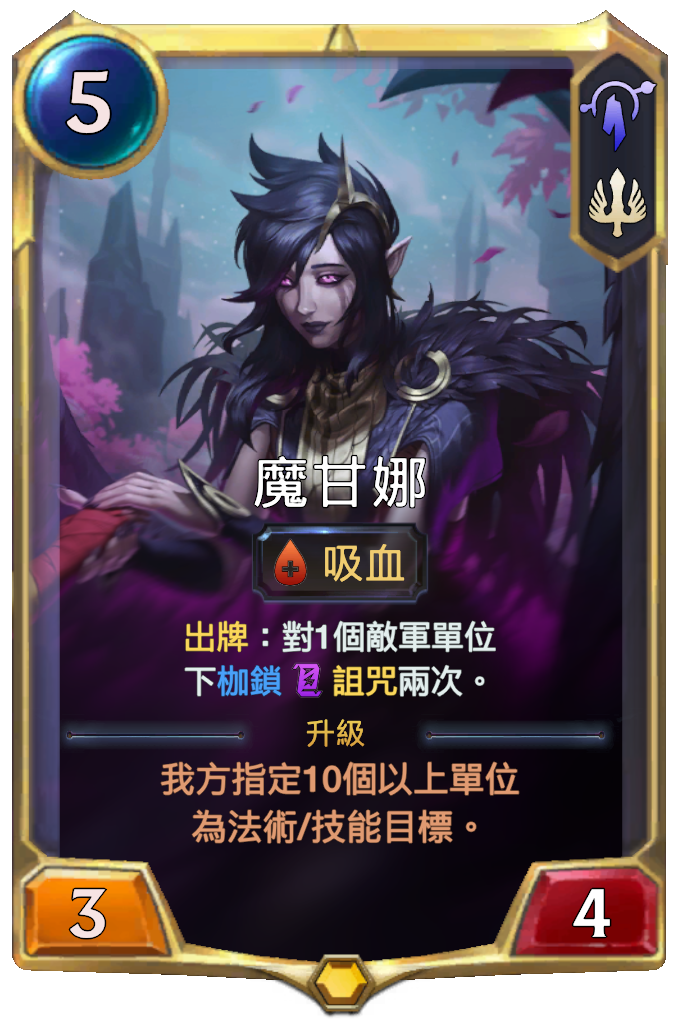 5
魔甘娜
吸血
出牌：對1個敵軍單位
下枷鎖 詛咒兩次。
升級
我方指定10個以上單位
為法術/技能目標。
3
4